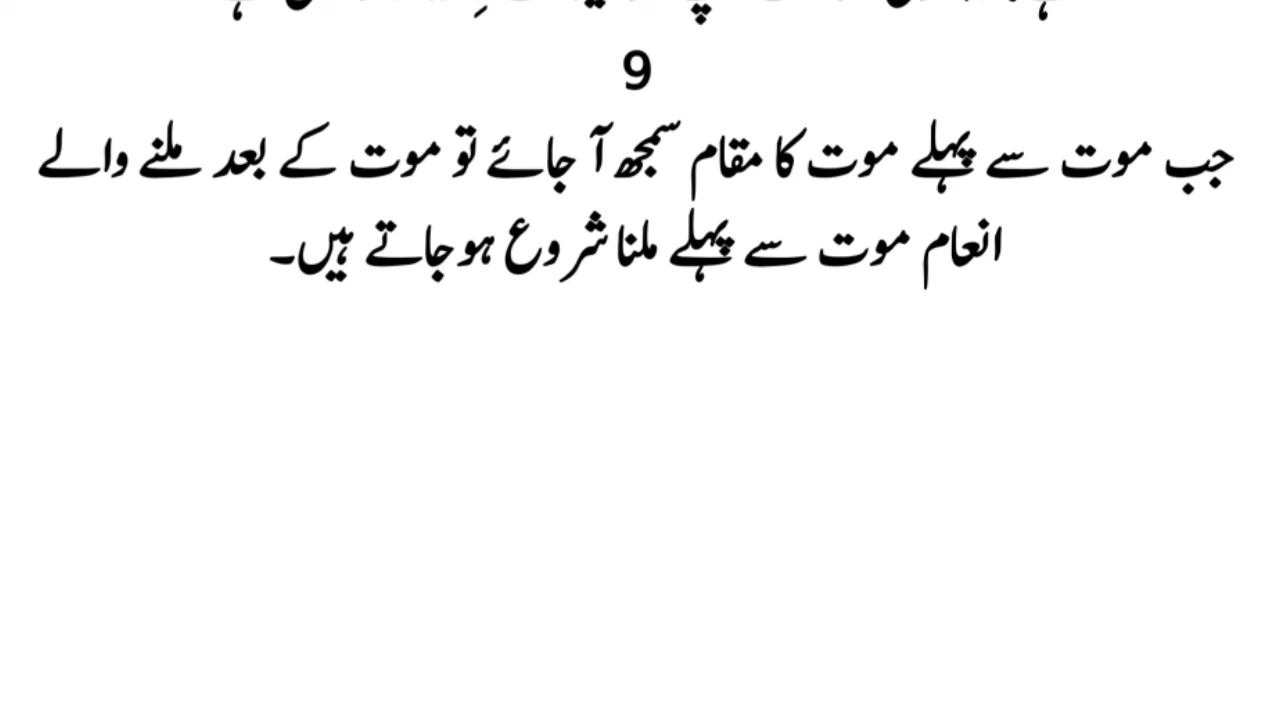 9
جب موت سے پہلے موت کا مقام سمجھ آ جائے تو موت کے بعد ملنے والے
انعام موت سے پہلے ملنا شروع ہو جاتے ہیں۔